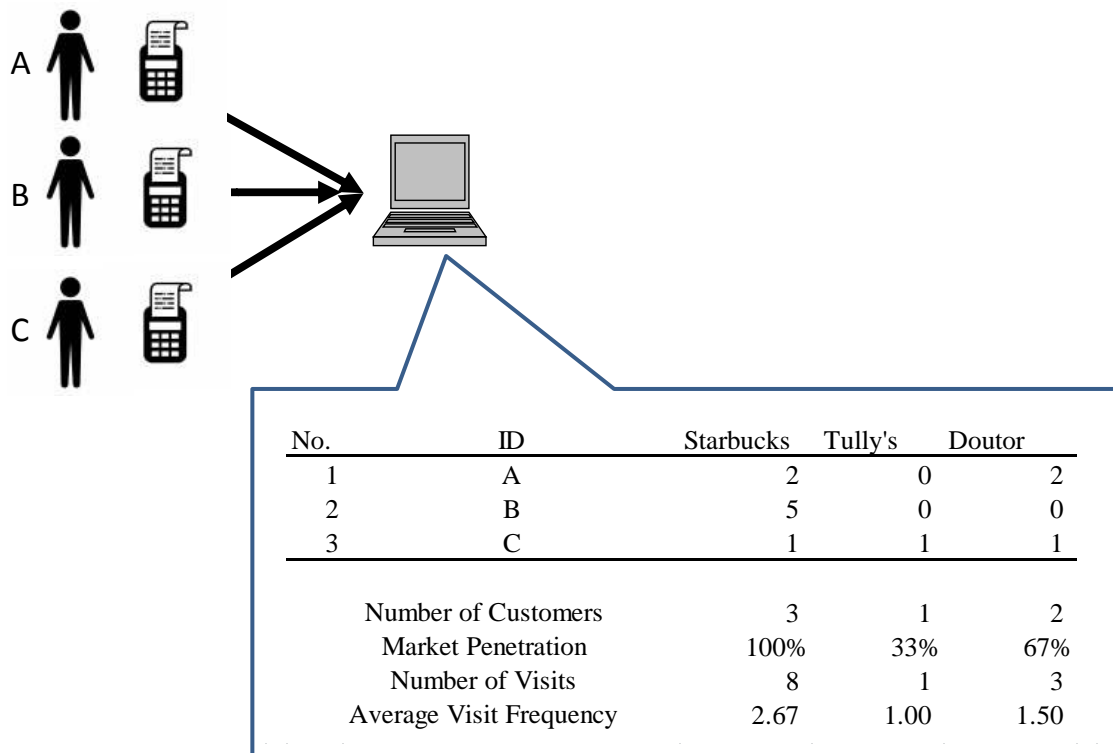 A
B
C
No. ID Starbucks Tully's Doutor
1 A 2 0 2
2 B 5 0 0
3 C 1 1 1
Number of Customers 3 1 2
Market Penetration 100% 33% 67%
Number of Visits 8 1 3
Average Visit Frequency 2.67 1.00 1.50